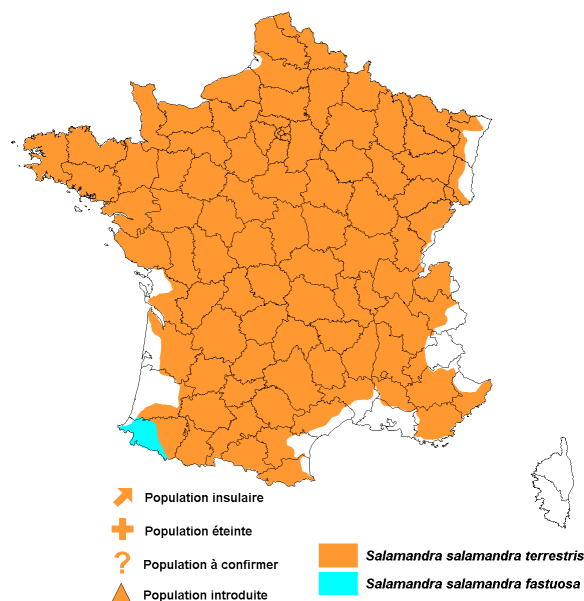 Population insulaire
Population éteinte
? Population à confirmer
Population introduite
Salamandra salamandra terrestris
Salamandra salamandra fastuosa